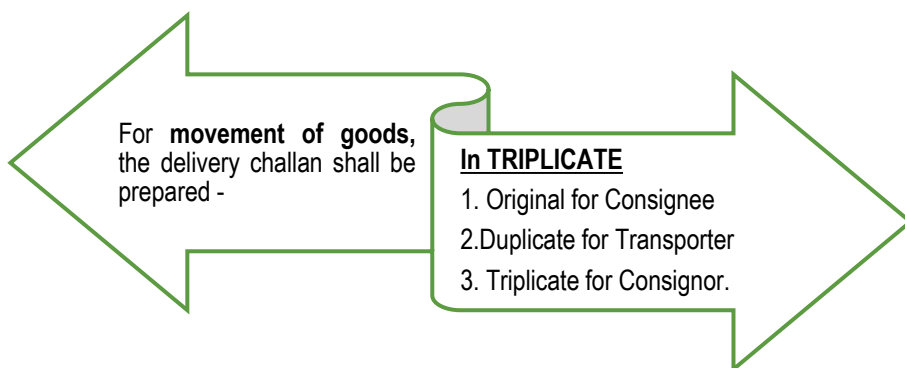 For movement of goods,
the delivery challan shall be
prepared -
In TRIPLICATE
1. Original for Consignee
2.Duplicate for Transporter
3. Triplicate for Consignor.